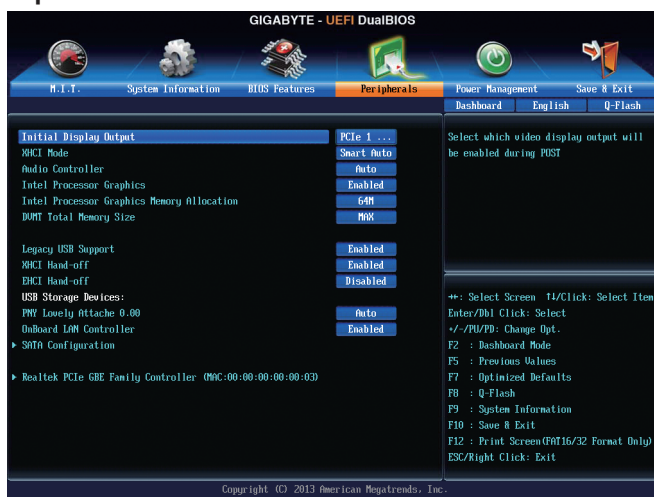 GIGABYTE - UEFI DualBIOS
M.I.T. System Information BIOS Features Peripherals Power Management Save & Exit
Dashboard English Q-Flash
Initial Display Output PCIe 1 ...
XHCI Mode Smart Auto
Audio Controller Auto
Intel Processor Graphics Enabled
Intel Processor Graphics Memory Allocation 64M
DVMT Total Memory Size MAX
Legacy USB Support Enabled
XHCI Hand-off Enabled
EHCI Hand-off Disabled
USB Storage Devices:
PNY Lovely Attache 0.00 Auto
OnBoard LAN Controller Enabled
SATA Configuration
Realtek PCIe GBE Family Controller (MAC:00:00:00:00:00:03)
Select which video display output will
be enabled during POST
→←: Select Screen ↑↓/Click: Select Item
Enter/Dbl Click: Select
+/-/PU/PD: Change Opt.
F2 : Dashboard Mode
F5 : Previous Values
F7 : Optimized Defaults
F8 : Q-Flash
F9 : System Information
F10 : Save & Exit
F12 : Print Screen(FAT16/32 Format Only)
ESC/Right Click: Exit
Copyright (C) 2013 American Megatrends, Inc.